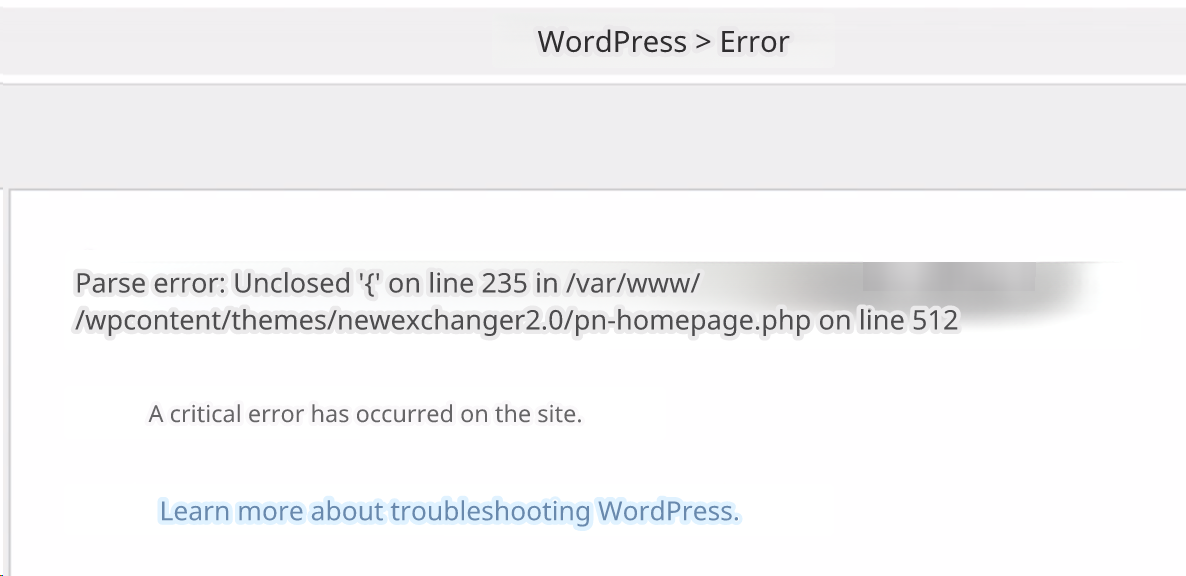 WordPress > Error
Parse error: Unclosed '{' on line 235 in /var/www/
/wpcontent/themes/newexchanger2.0/pn-homepage.php on line 512
A critical error has occurred on the site.
Learn more about troubleshooting WordPress.